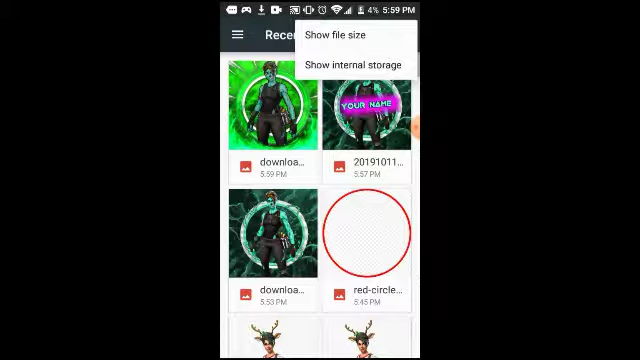 4% 5:59 PM
Recen
Show file size
Show internal storage
YOUR NAME
downloa...
5:59 PM
20191011...
5:57 PM
downloa...
5:53 PM
red-circle...
5:45 PM